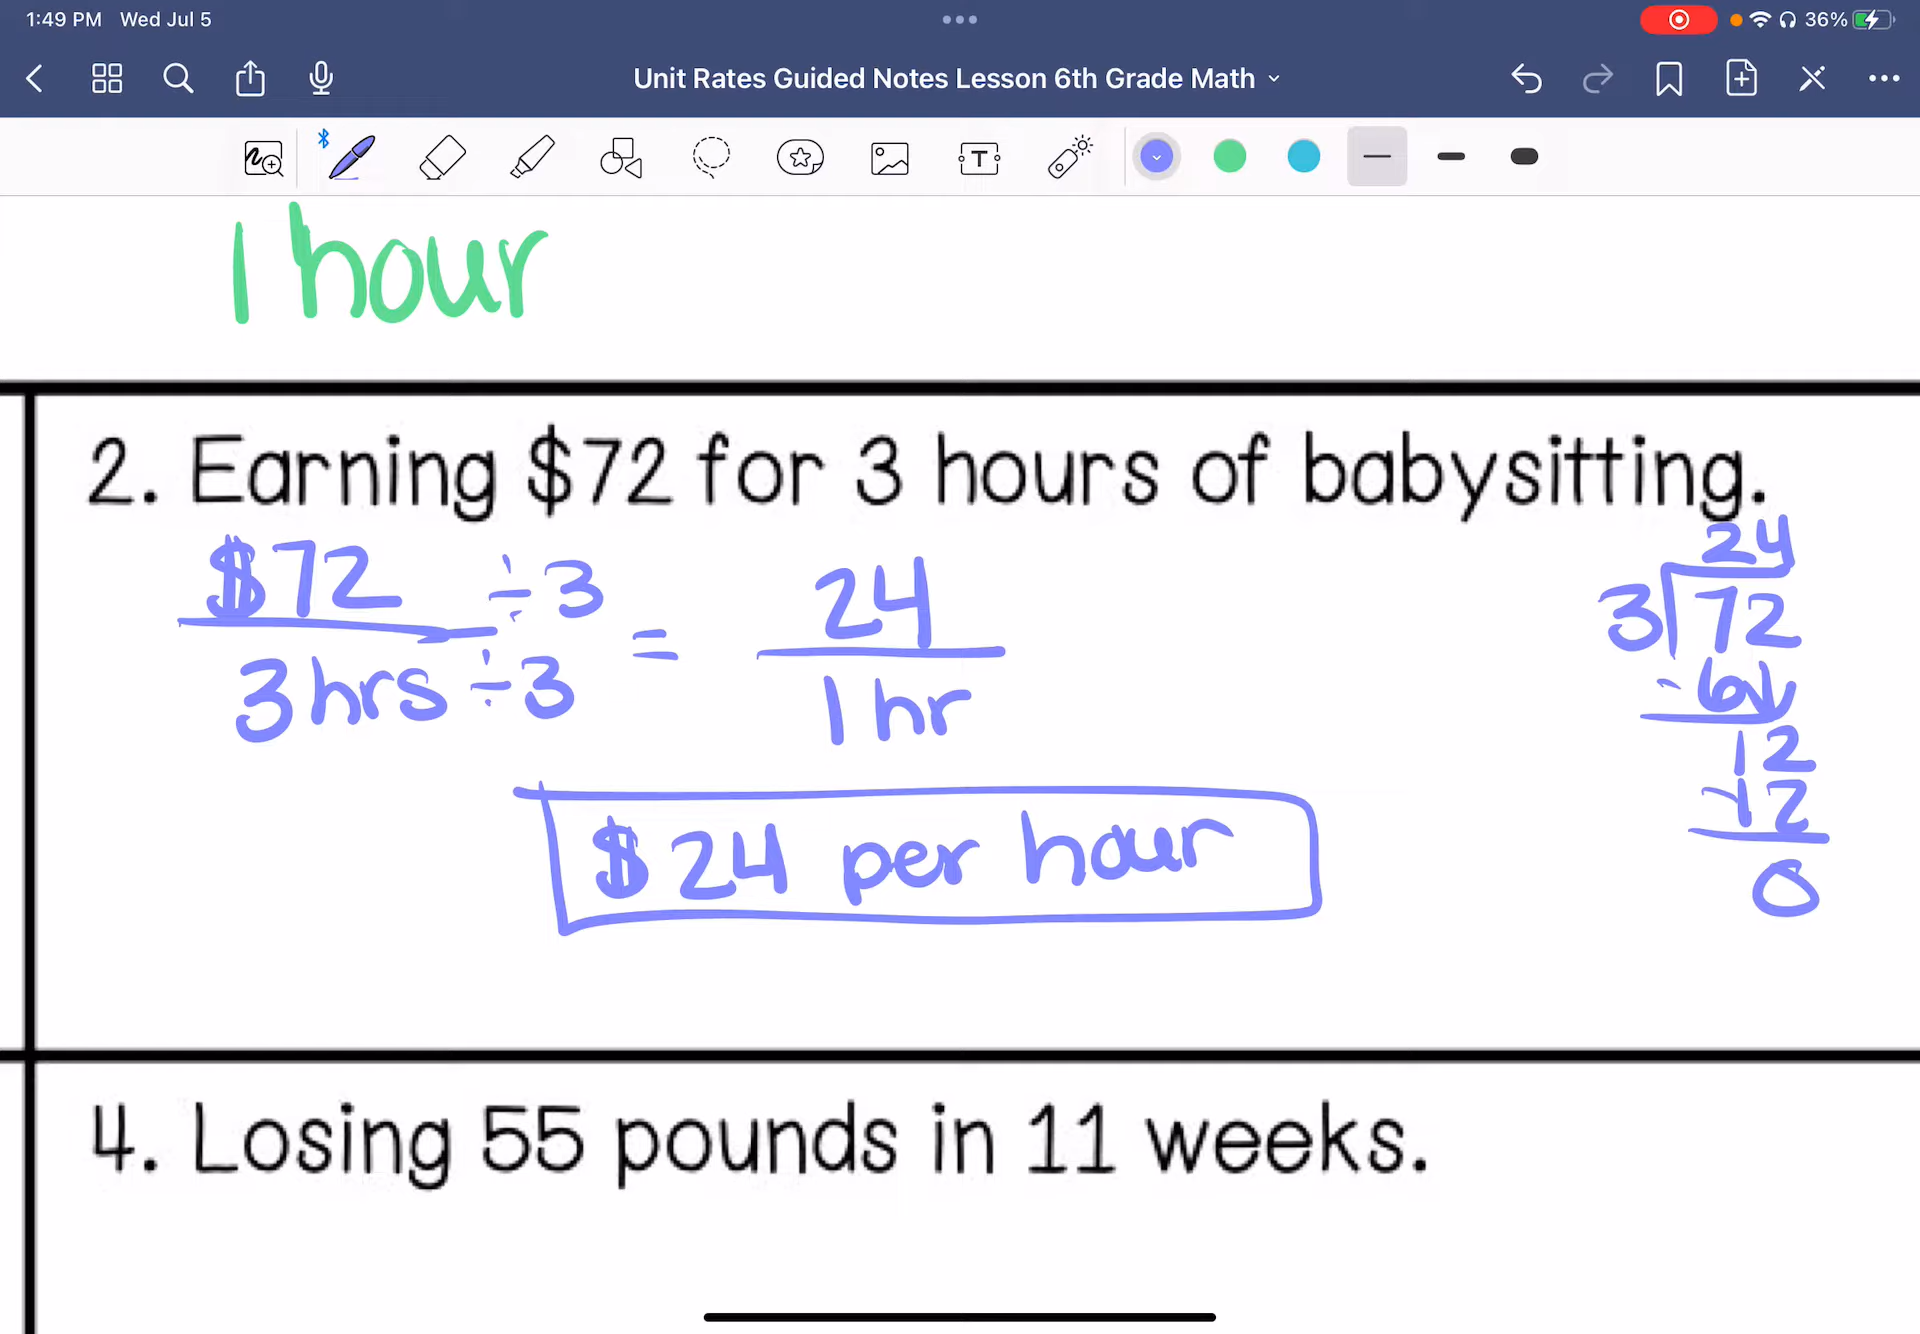 1:49 PM Wed Jul 5
36%
Unit Rates Guided Notes Lesson 6th Grade Math
T
1 hour
2. Earning $72 for 3 hours of babysitting.
$72 ÷3
3 hrs ÷3
=
24
1 hr
$24 per hour
24
3 72
-6
12
-12
0
4. Losing 55 pounds in 11 weeks.